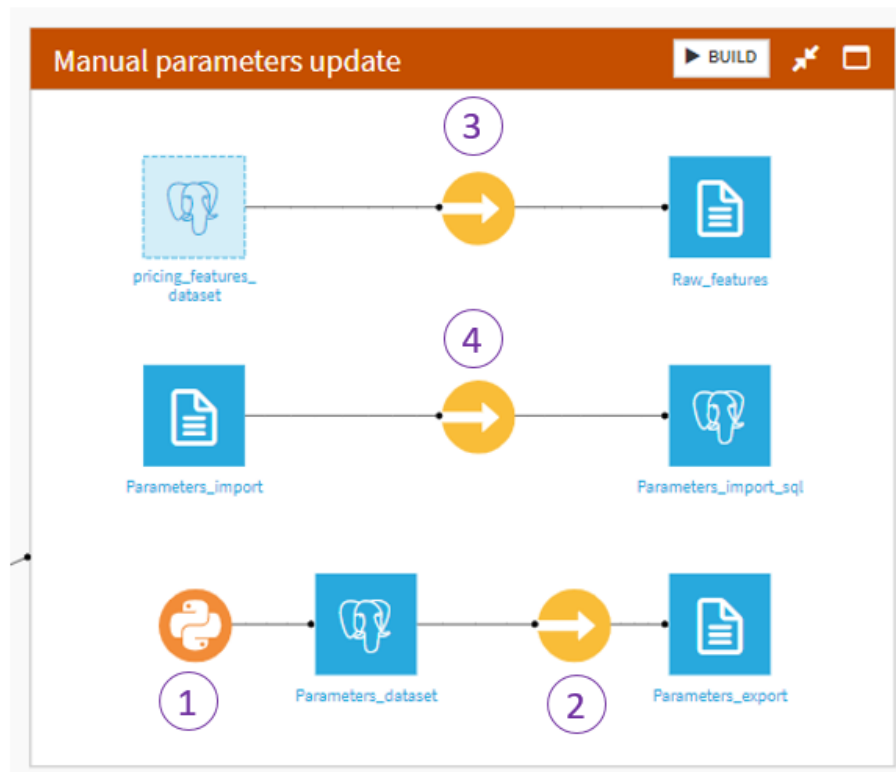 Manual parameters update
BUILD
3
pricing_features_
dataset
Raw_features
4
Parameters_import
Parameters_import_sql
Parameters_dataset
Parameters_export
1
2